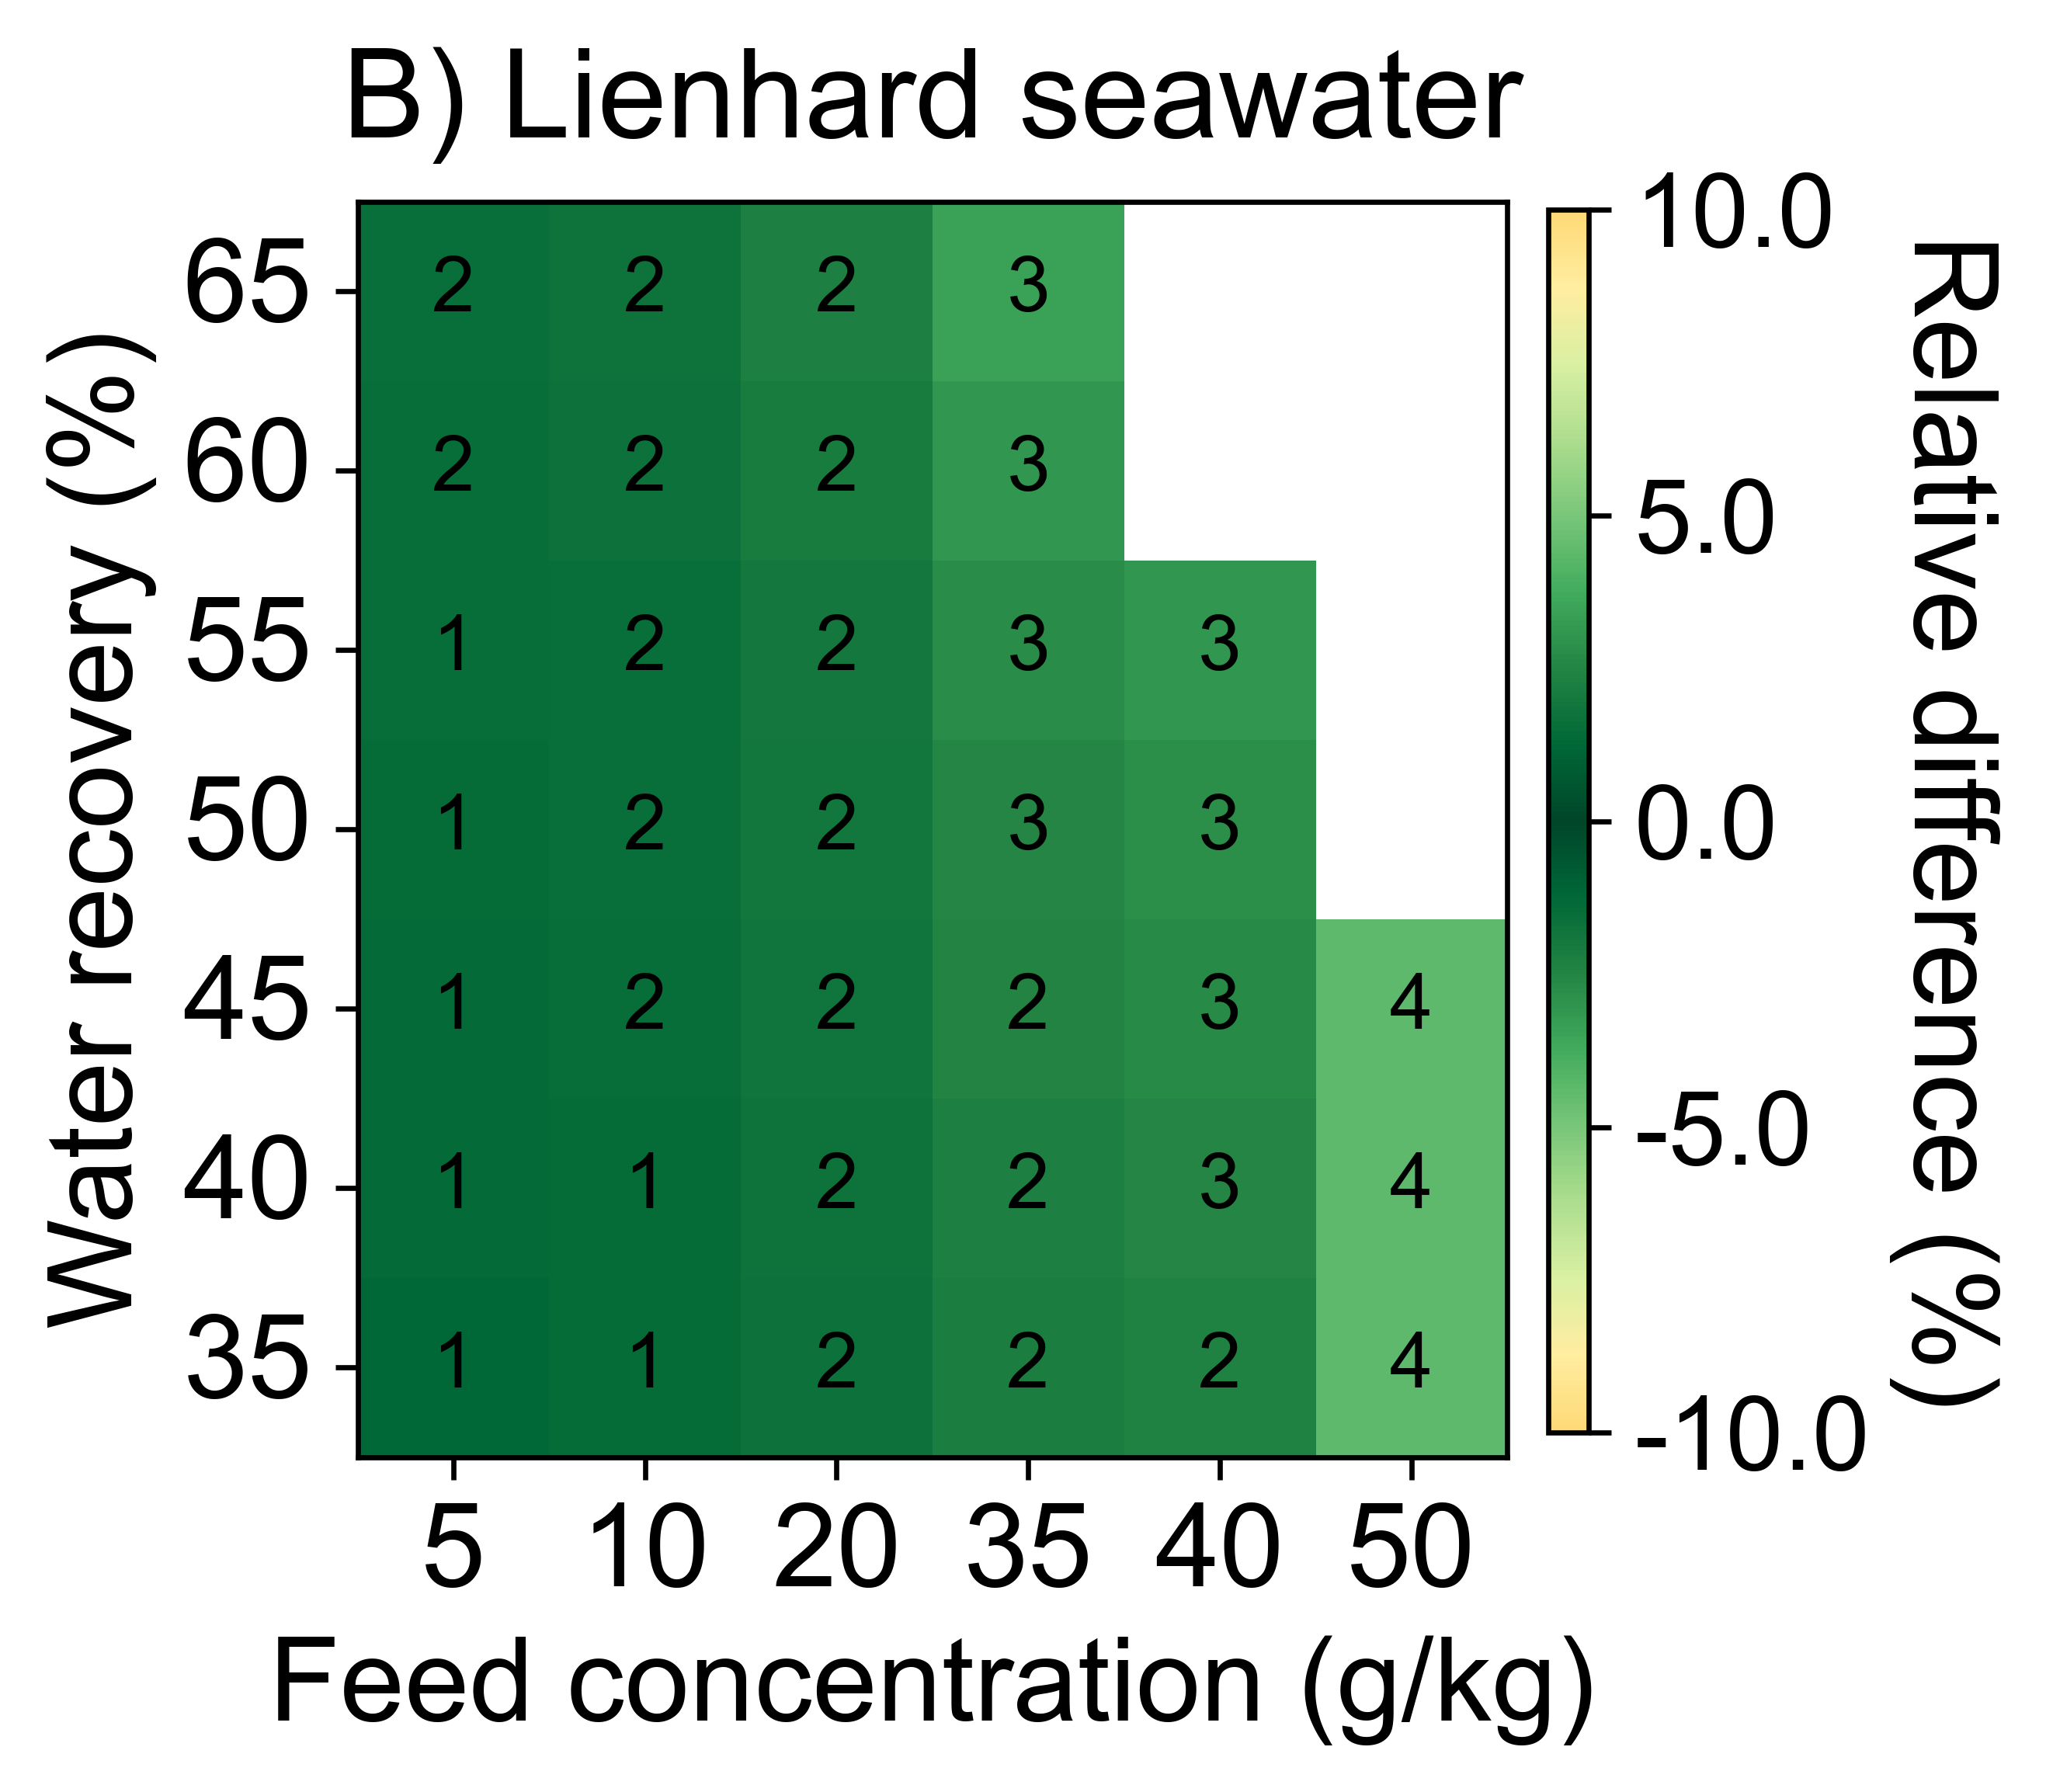 B) Lienhard seawater
Water recovery (%)
65 2 2 2 3
60 2 2 2 3
55 1 2 2 3 3
50 1 2 2 3 3
45 1 2 2 2 3 4
40 1 1 2 2 3 4
35 1 1 2 2 2 4
5 10 20 35 40 50
Feed concentration (g/kg)
10.0
5.0
0.0
-5.0
-10.0
Relative difference (%)